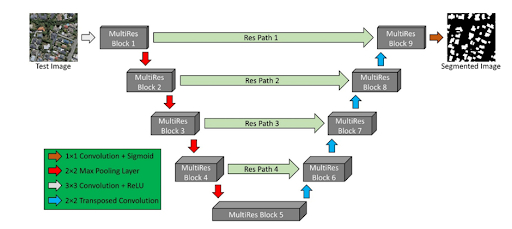 MultiRes
Block 1
Res Path 1
MultiRes
Block 9
Test Image
Segmented Image
MultiRes
Block 2
Res Path 2
MultiRes
Block 8
MultiRes
Block 3
Res Path 3
MultiRes
Block 7
MultiRes
Block 4
Res Path 4
MultiRes
Block 6
MultiRes Block 5
1×1 Convolution + Sigmoid
2×2 Max Pooling Layer
3×3 Convolution + ReLU
2×2 Transposed Convolution